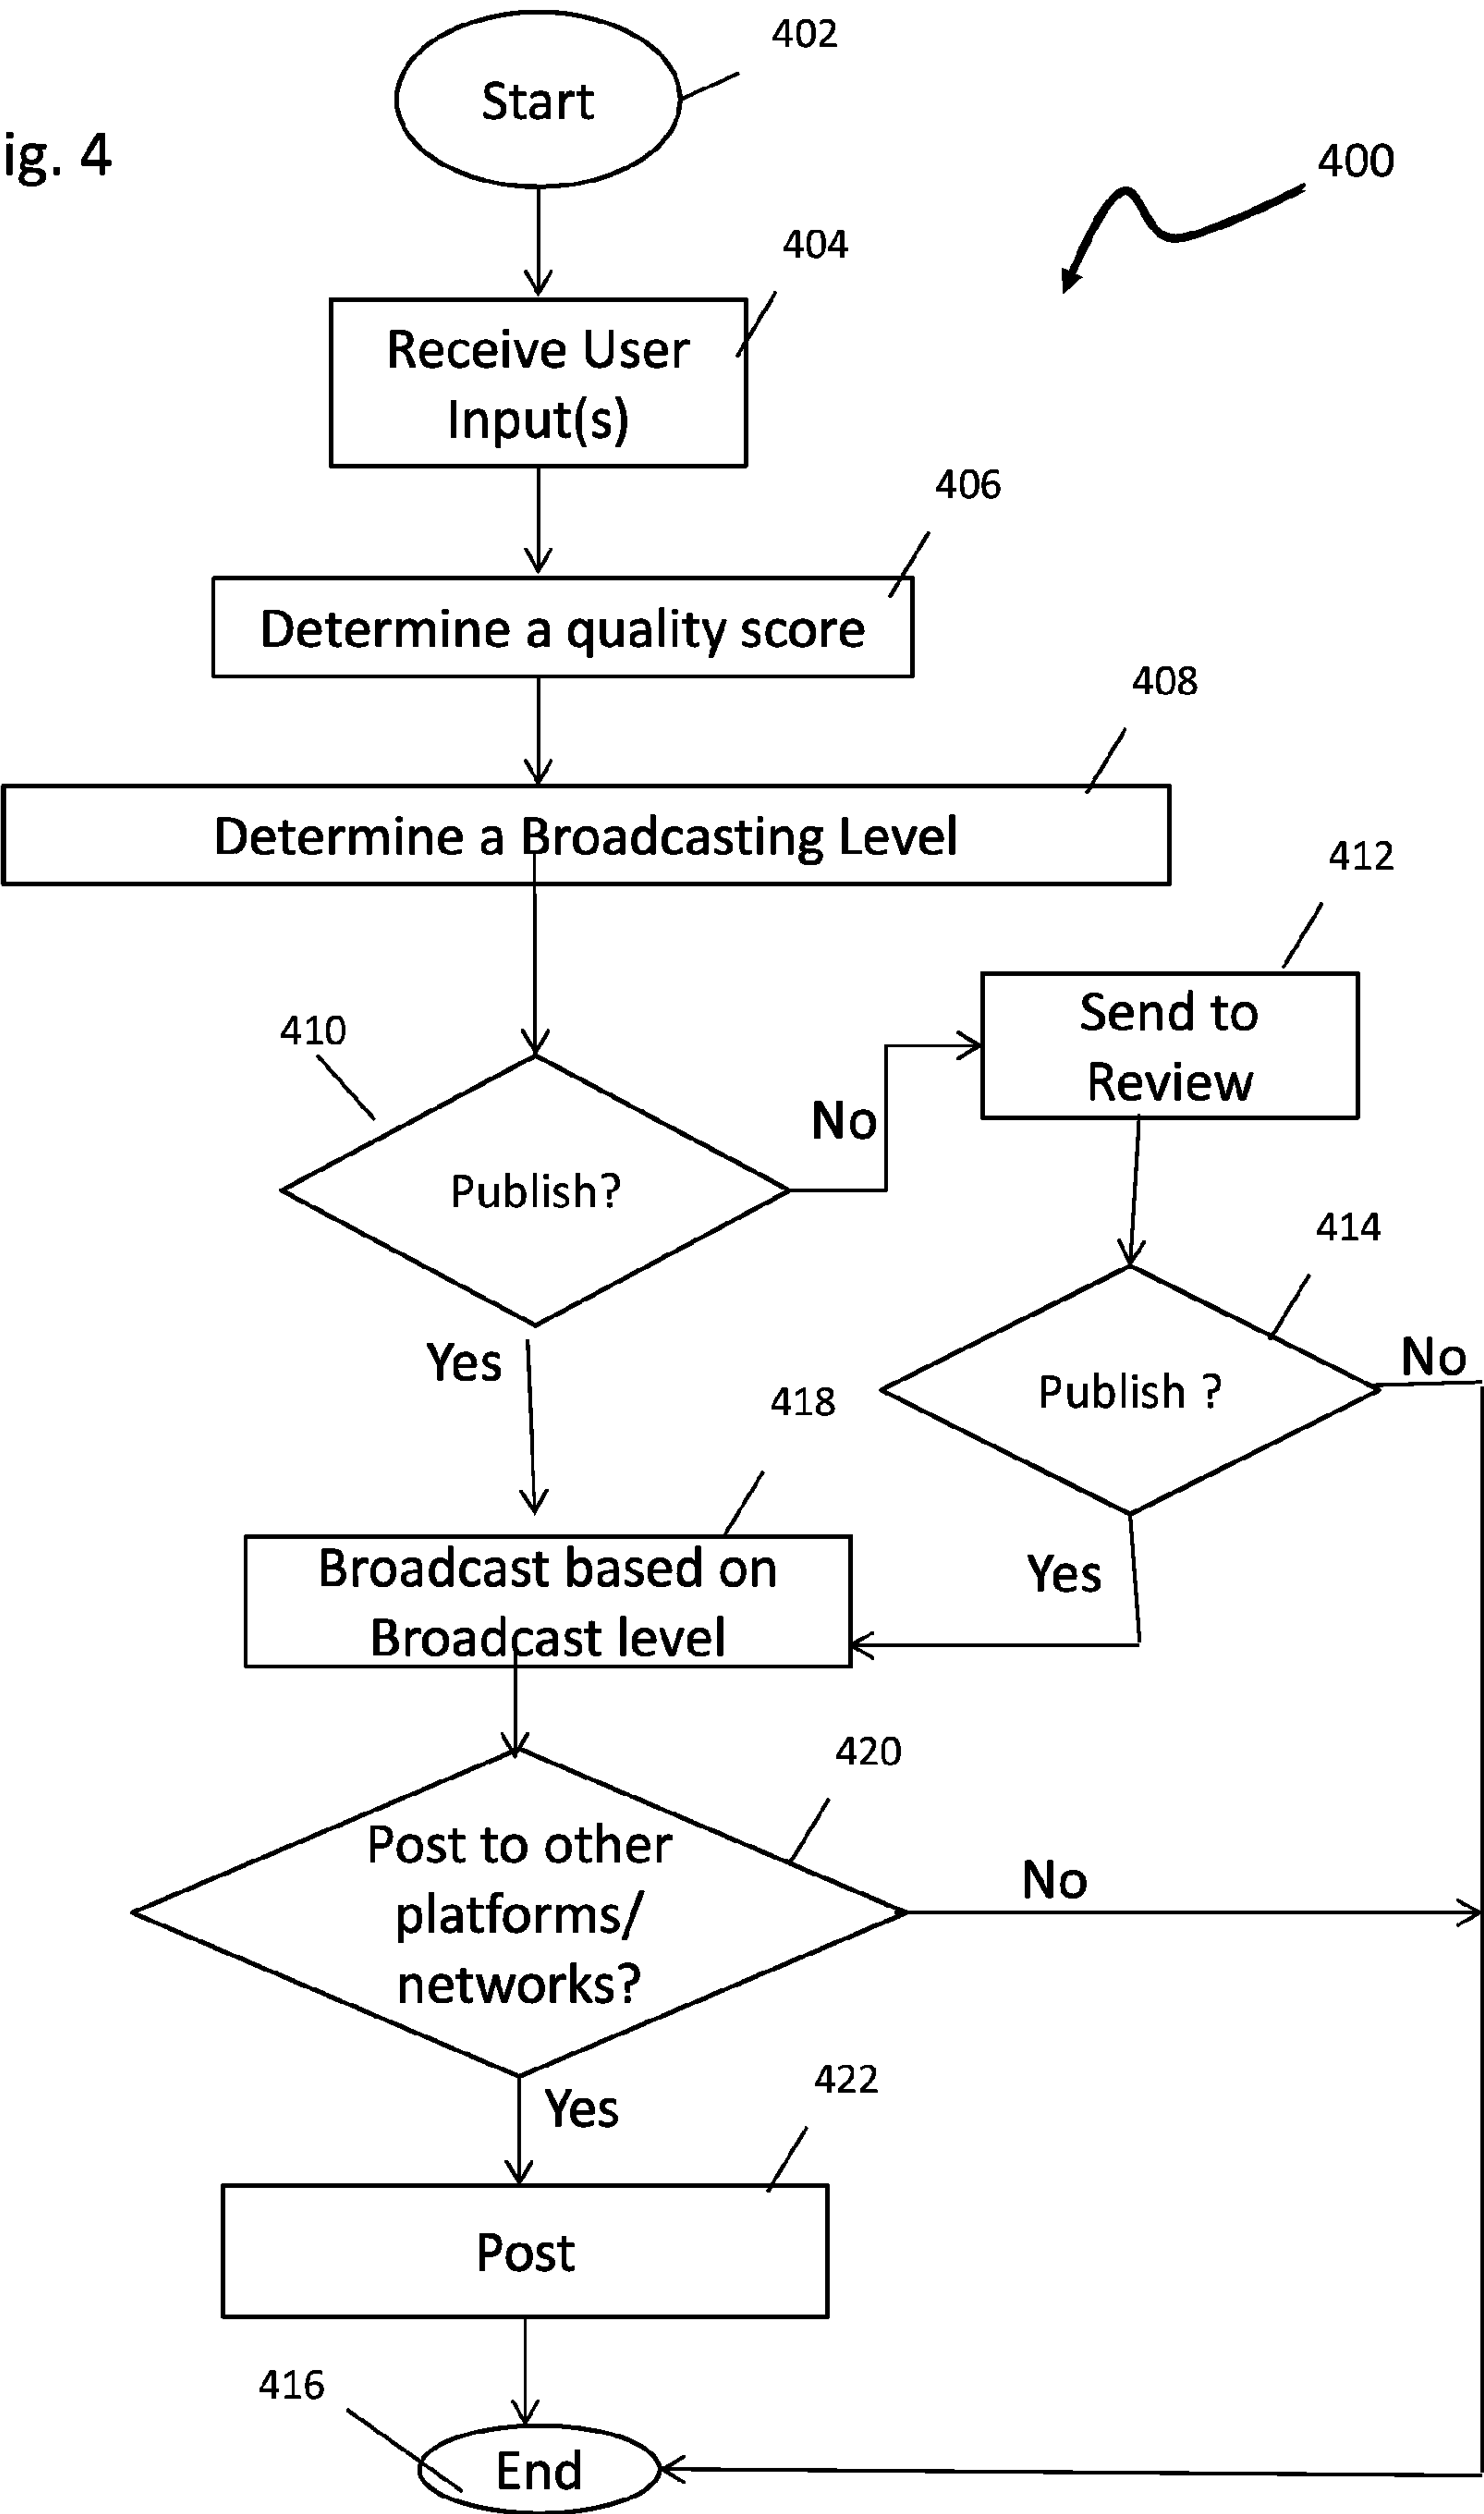 402
Start
ig. 4
400
404
Receive User
Input(s)
406
Determine a quality score
408
Determine a Broadcasting Level
412
Send to
Review
410
No
Publish?
414
Yes
No
Publish ?
418
Broadcast based on
Broadcast level
Yes
420
Post to other
platforms/
networks?
No
Yes
422
Post
416
End